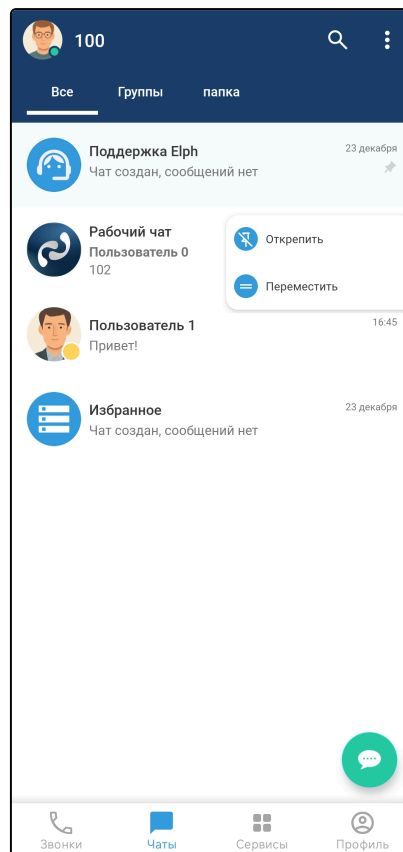 100
Все
Группы
папка
Поддержка Elph
23 декабря
Чат создан, сообщений нет
Рабочий чат
Пользователь 0
102
Открепить
Переместить
Пользователь 1
16:45
Привет!
Избранное
23 декабря
Чат создан, сообщений нет
Звонки
Чаты
Сервисы
Профиль